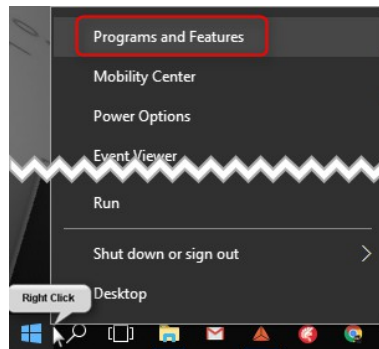 Programs and Features
Mobility Center
Power Options
Event Viewer
Run
Shut down or sign out
Right Click
Desktop